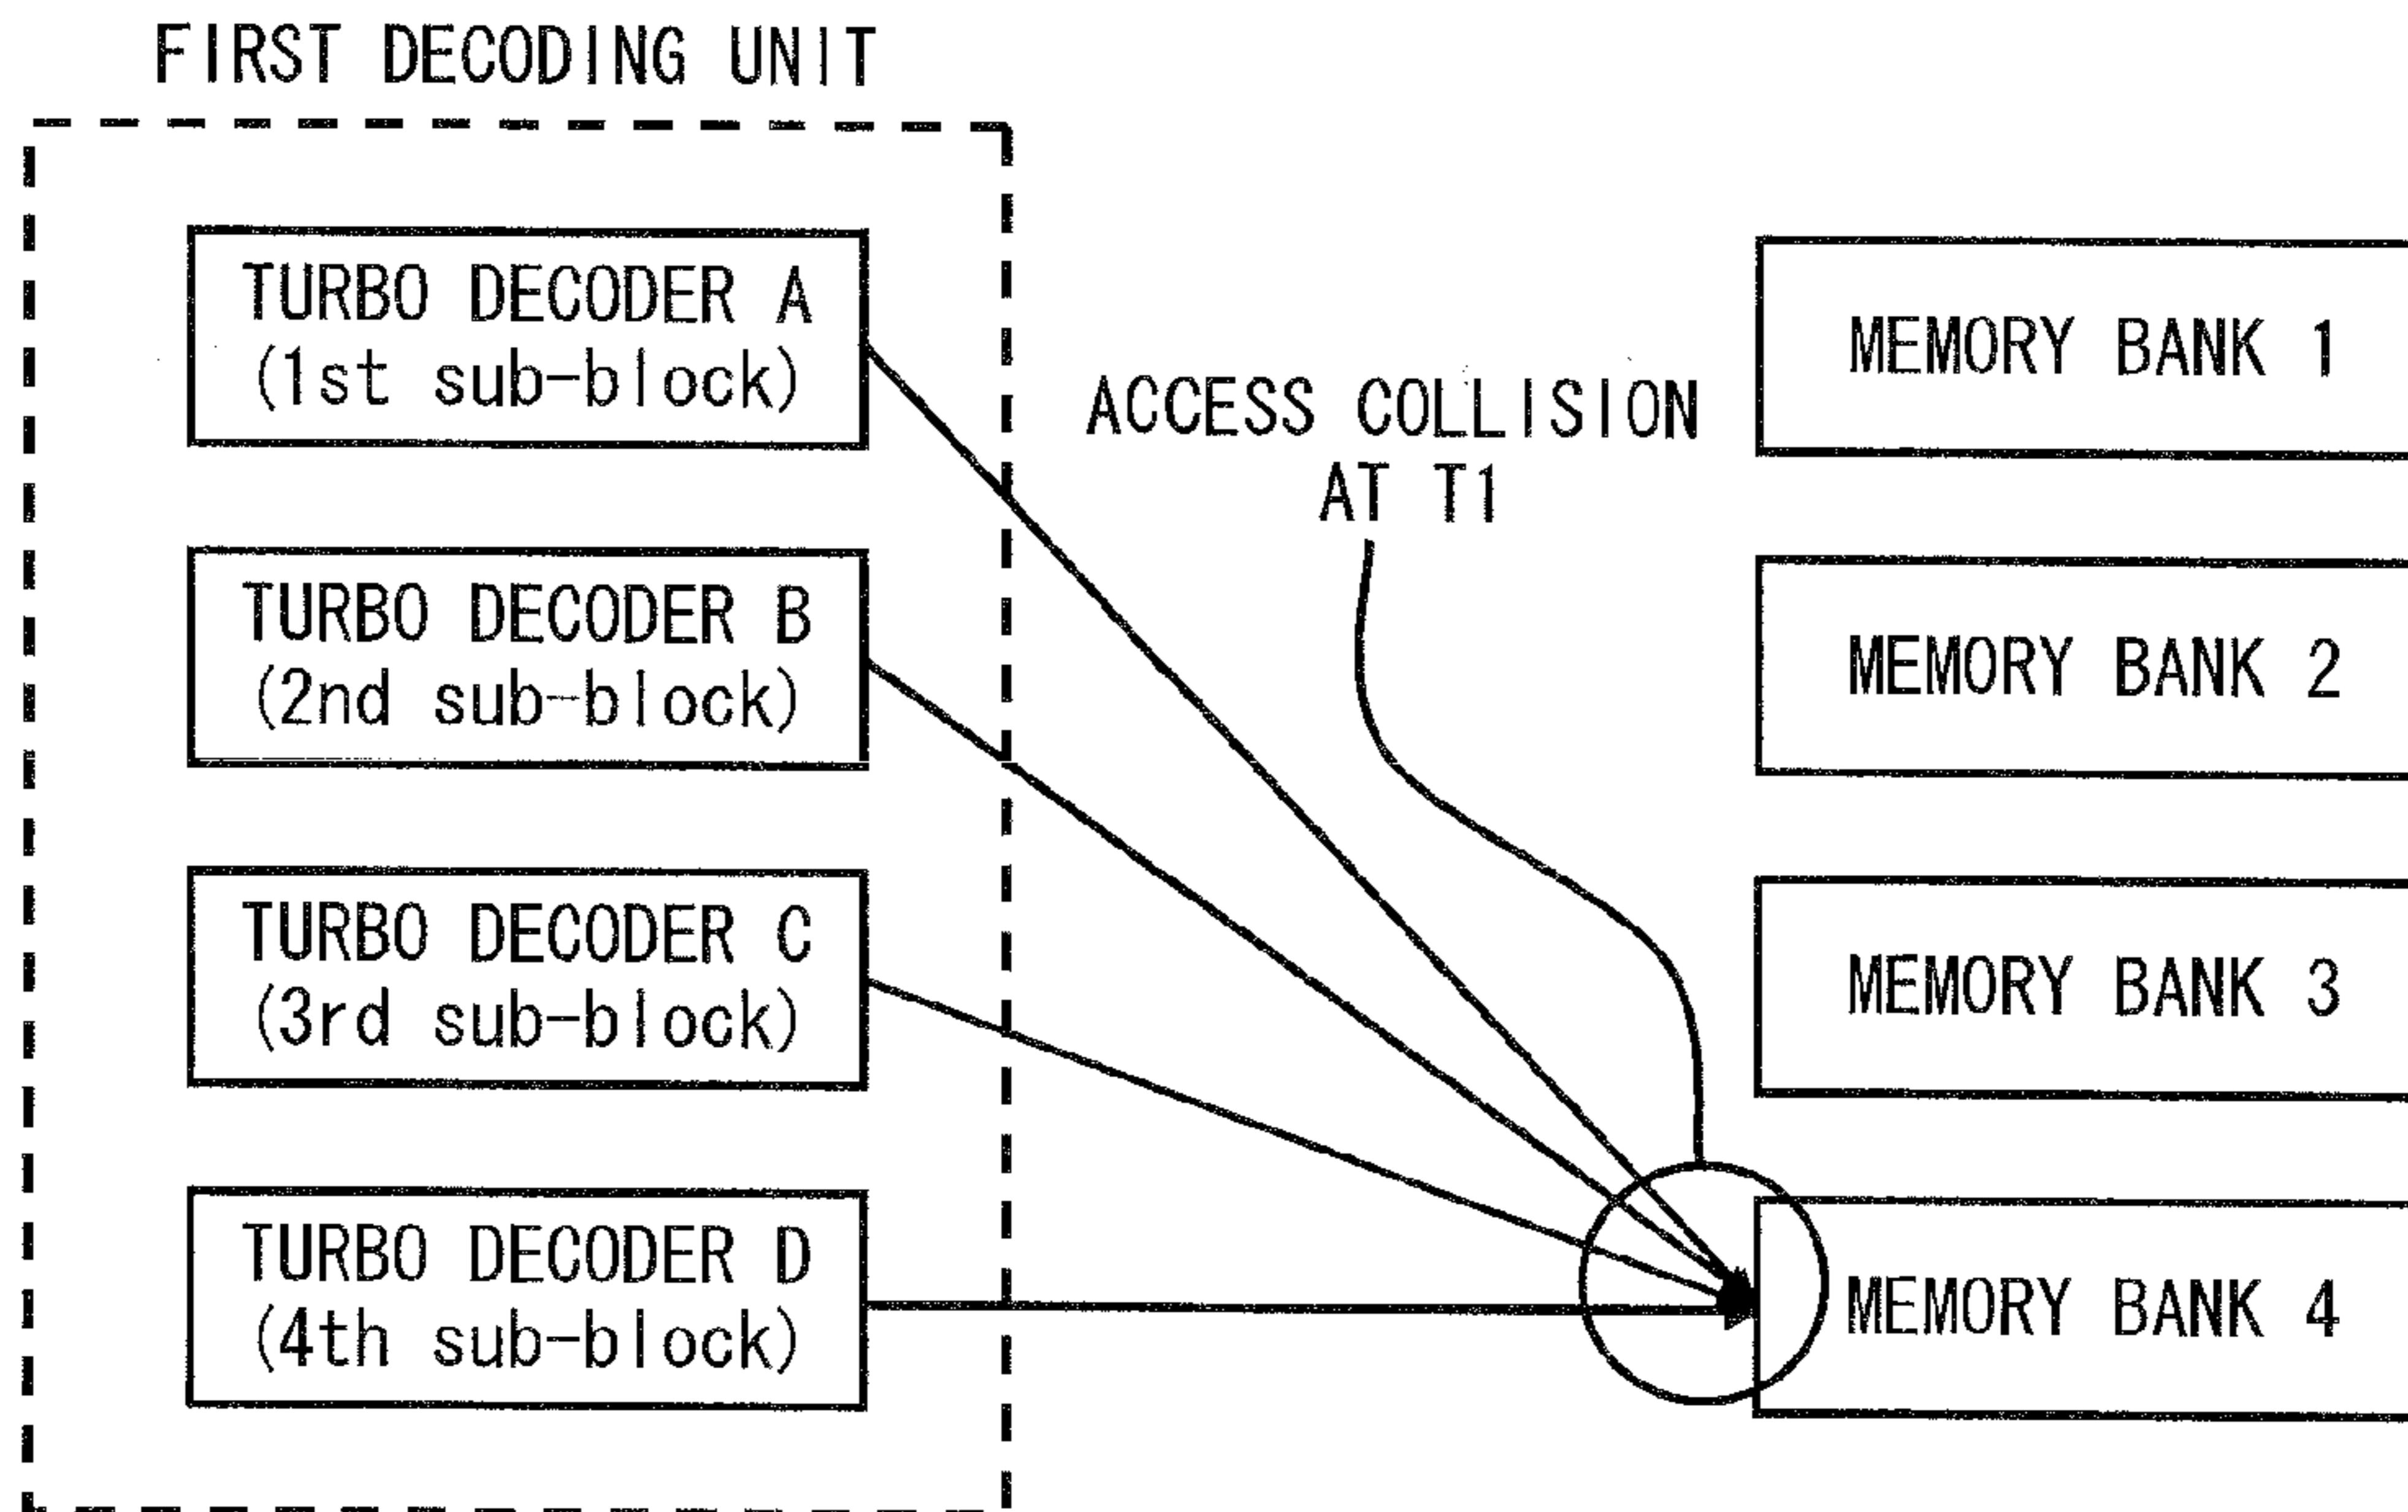 FIRST DECODING UNIT
TURBO DECODER A
(1st sub-block)
TURBO DECODER B
(2nd sub-block)
TURBO DECODER C
(3rd sub-block)
TURBO DECODER D
(4th sub-block)
ACCESS COLLISION
AT T1
MEMORY BANK 1
MEMORY BANK 2
MEMORY BANK 3
MEMORY BANK 4